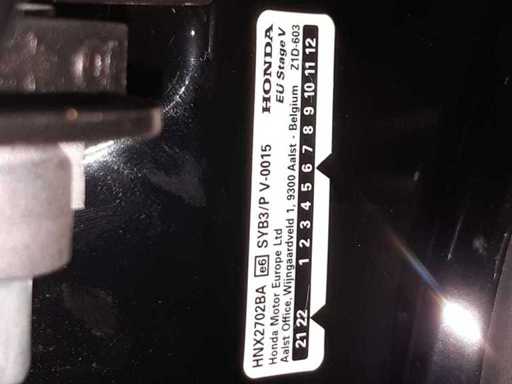 HNX2702BA e6 SYB3/P V-0015 HONDA
Honda Motor Europe Ltd EU Stage V
Aalst Office, Wijngaardveld 1, 9300 Aalst - Belgium Z1D-603
21 22 1 2 3 4 5 6 7 8 9 10 11 12